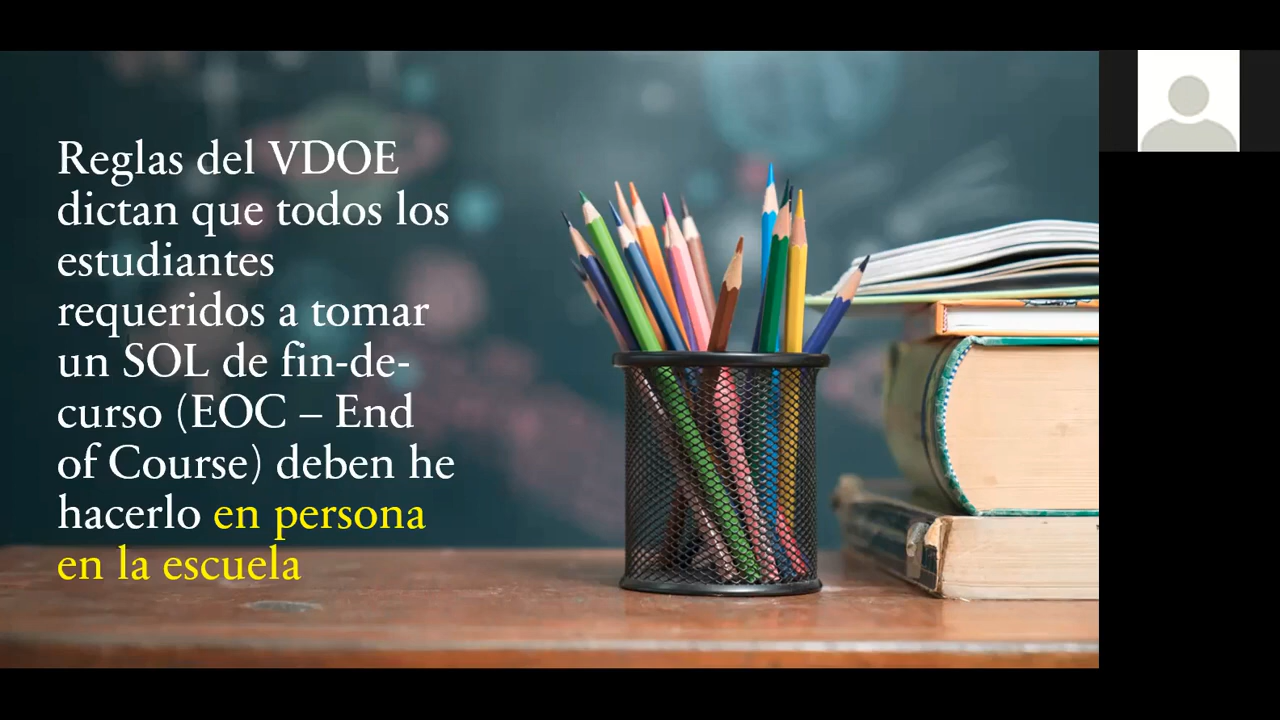 Reglas del VDOE
dictan que todos los
estudiantes
requeridos a tomar
un SOL de fin-de-
curso (EOC – End
of Course) deben he
hacerlo en persona
en la escuela